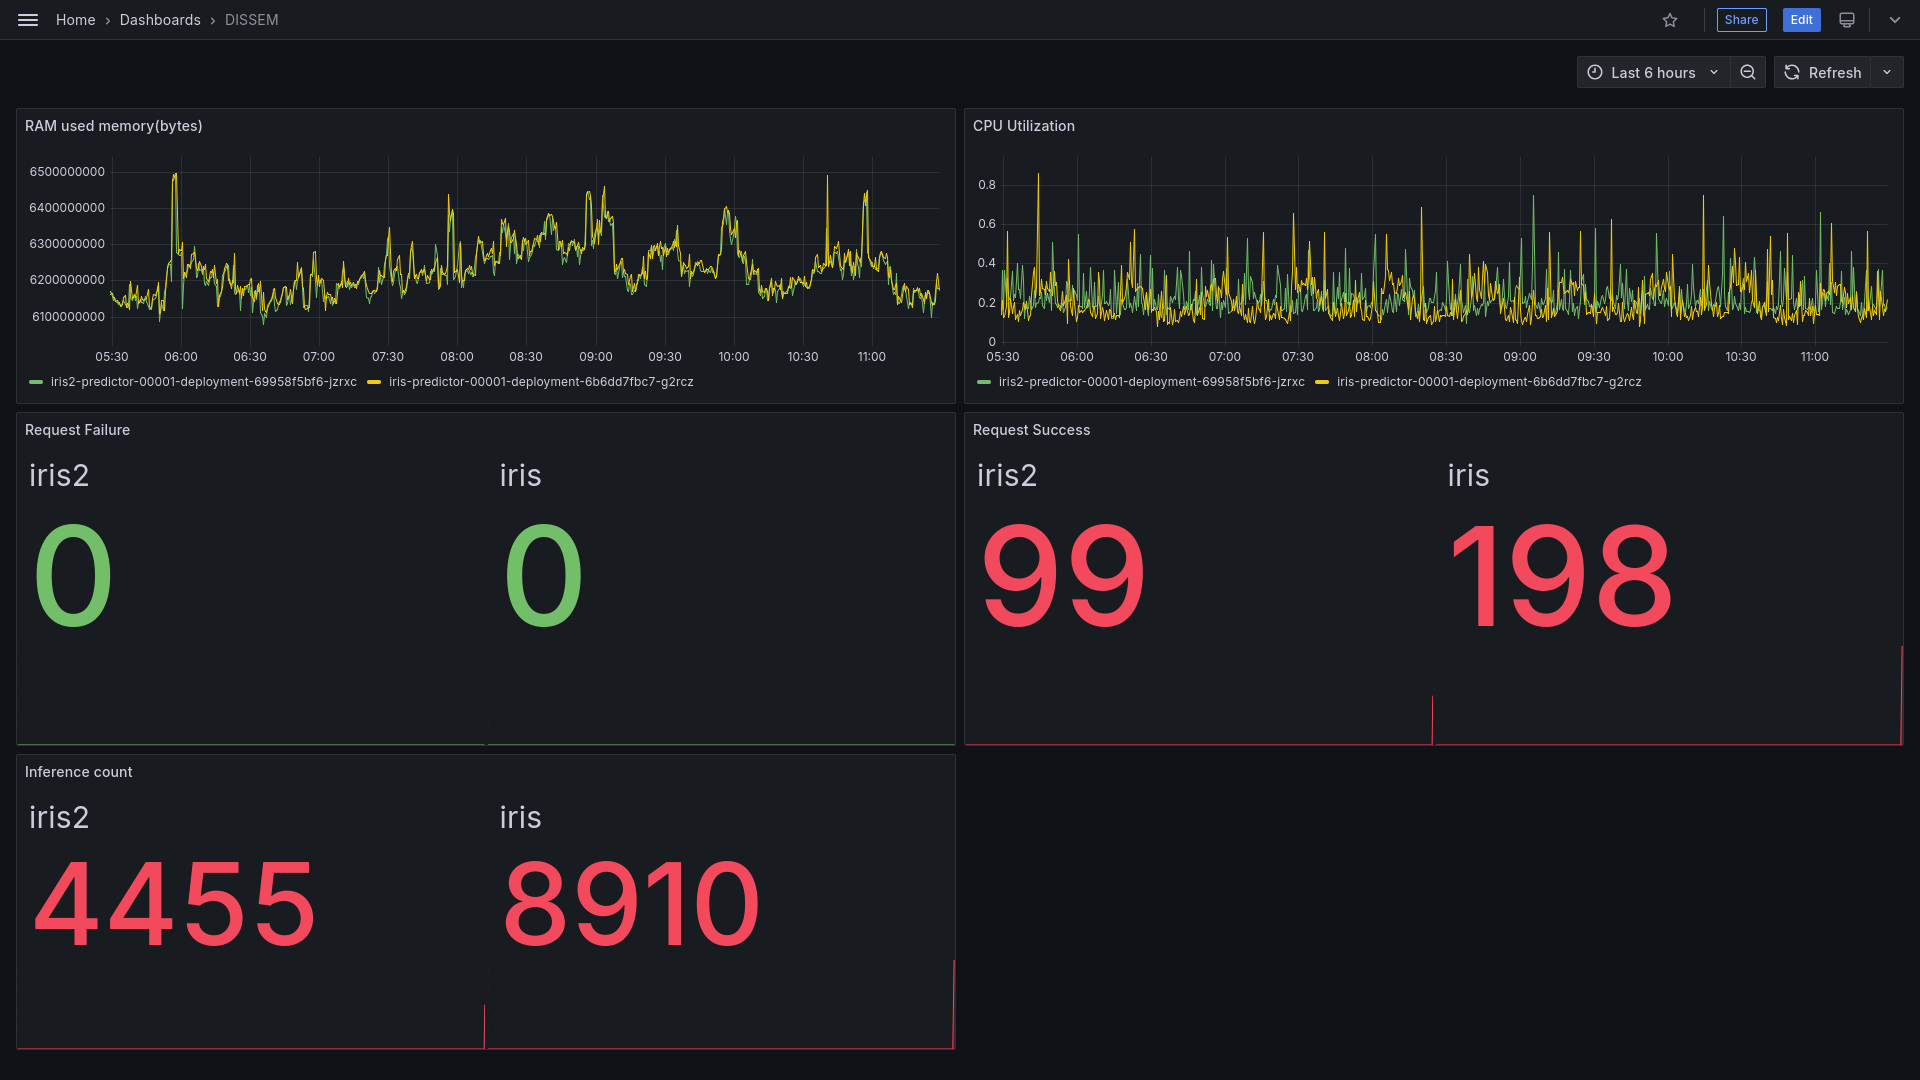 Home › Dashboards › DISSEM
Share
Edit
Last 6 hours
Refresh
RAM used memory(bytes)
6500000000
6400000000
6300000000
6200000000
6100000000
05:30 06:00 06:30 07:00 07:30 08:00 08:30 09:00 09:30 10:00 10:30 11:00
iris2-predictor-00001-deployment-69958f5bf6-jzrxc iris-predictor-00001-deployment-6b6dd7fbc7-g2rcz
CPU Utilization
0.8
0.6
0.4
0.2
0
05:30 06:00 06:30 07:00 07:30 08:00 08:30 09:00 09:30 10:00 10:30 11:00
iris2-predictor-00001-deployment-69958f5bf6-jzrxc iris-predictor-00001-deployment-6b6dd7fbc7-g2rcz
Request Failure
iris2 iris
0 0
Request Success
iris2 iris
99 198
Inference count
iris2 iris
4455 8910